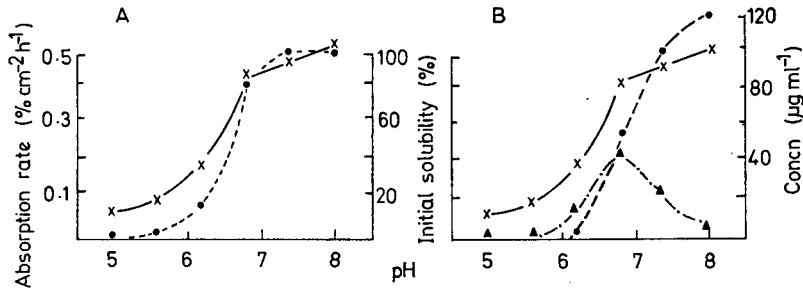 A
B
Absorption rate (% cm⁻² h⁻¹)
0·5
0·3
0·1
100
60
20
5 6 7 8
pH
Initial solubility (%)
120
80
40
Concn (µg ml⁻¹)
5 6 7 8